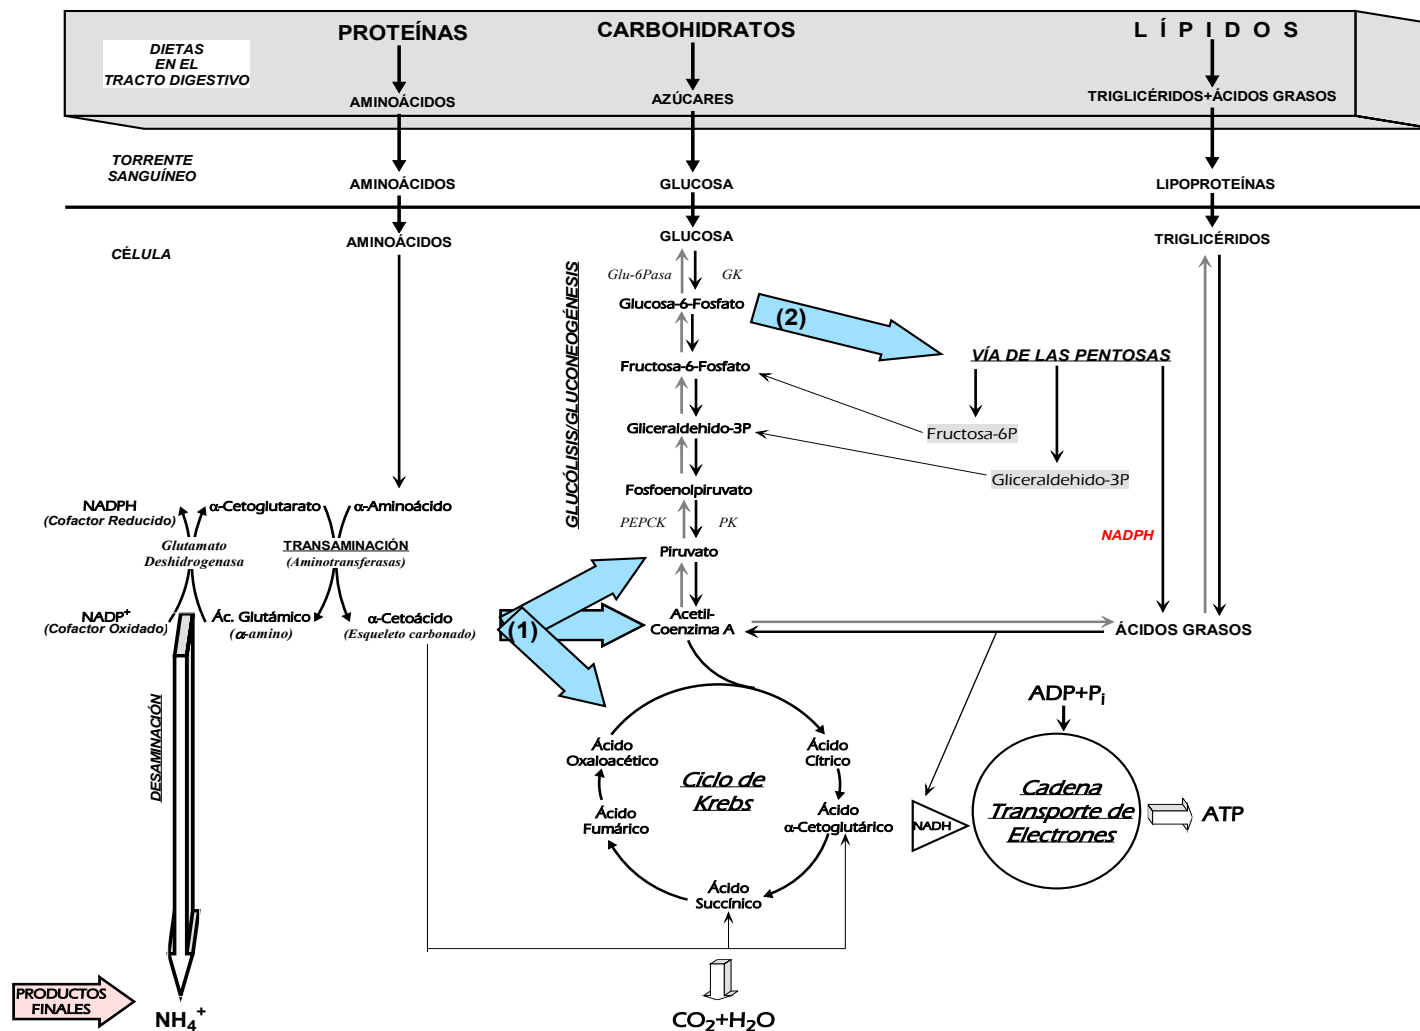 PROTEÍNAS
CARBOHIDRATOS
L Í P I D O S
DIETAS
EN EL
TRACTO DIGESTIVO
AMINOÁCIDOS
AZÚCARES
TRIGLICÉRIDOS+ÁCIDOS GRASOS
TORRENTE
SANGUÍNEO
AMINOÁCIDOS
GLUCOSA
LIPOPROTEÍNAS
CÉLULA
AMINOÁCIDOS
GLUCOSA
TRIGLICÉRIDOS
GLUCÓLISIS/GLUCONEOGÉNESIS
Glu-6Pasa
GK
Glucosa-6-Fosfato
(2)
Fructosa-6-Fosfato
VÍA DE LAS PENTOSAS
Gliceraldehido-3P
Fructosa-6P
Gliceraldehido-3P
Fosfoenolpiruvato
PEPCK
PK
NADPH
Piruvato
NADPH
(Cofactor Reducido)
α-Cetoglutarato
α-Aminoácido
Glutamato
Deshidrogenasa
TRANSAMINACIÓN
(Aminotransferasas)
NADP+
(Cofactor Oxidado)
Ác. Glutámico
(α-amino)
α-Cetoácido
(Esqueleto carbonado)
(1)
Acetil-
Coenzima A
ÁCIDOS GRASOS
DESAMINACIÓN
ADP+Pi
Ácido
Oxaloacético
Ácido
Cítrico
Ciclo de
Krebs
Ácido
Fumárico
Ácido
α-Cetoglutárico
Ácido
Succínico
NADH
Cadena
Transporte de
Electrones
ATP
PRODUCTOS
FINALES
NH4+
CO2+H2O